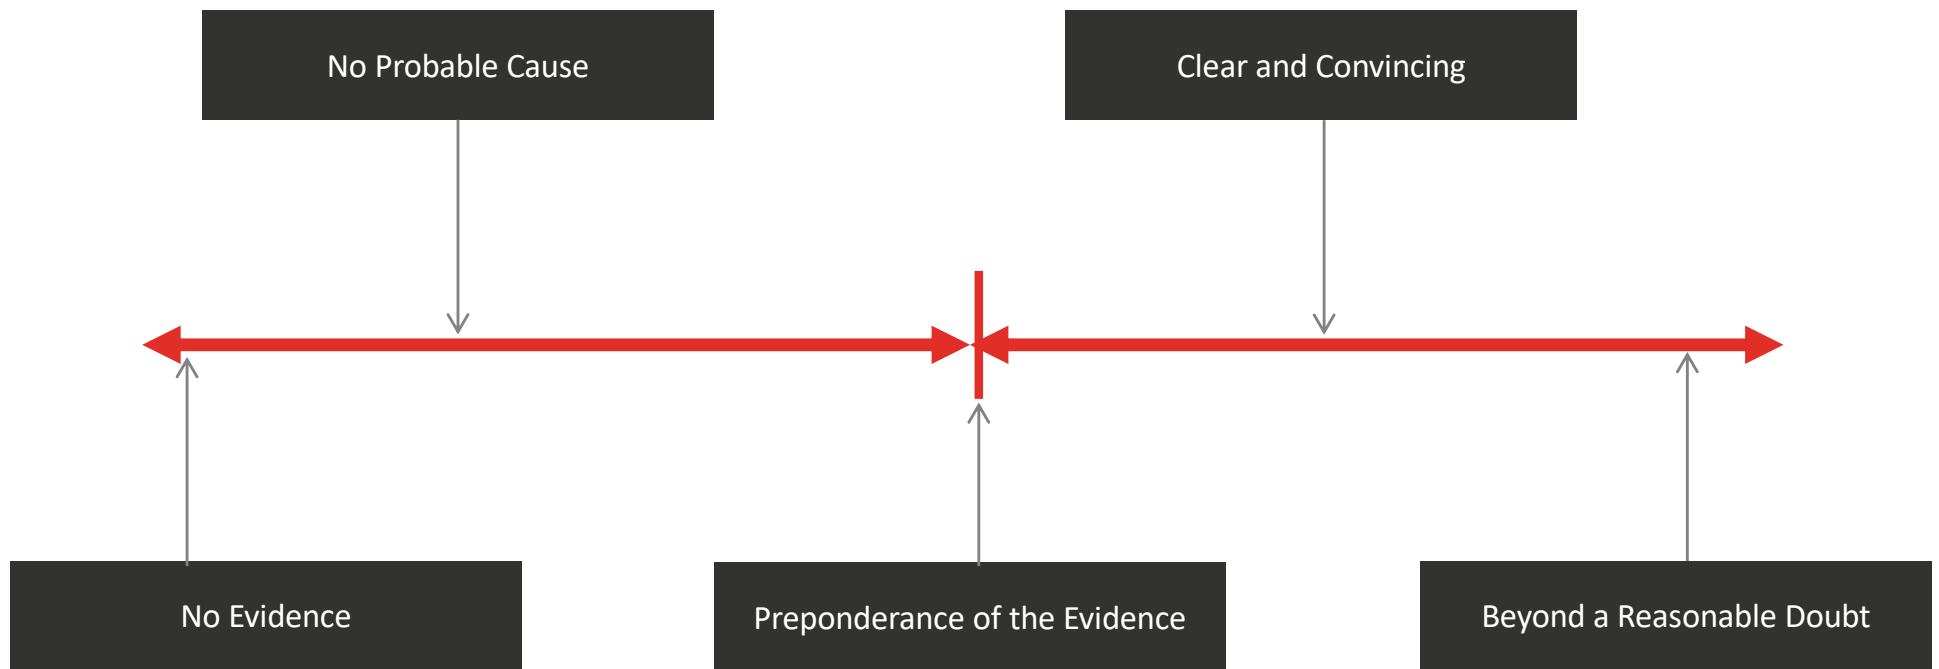 No Probable Cause
Clear and Convincing
No Evidence
Preponderance of the Evidence
Beyond a Reasonable Doubt